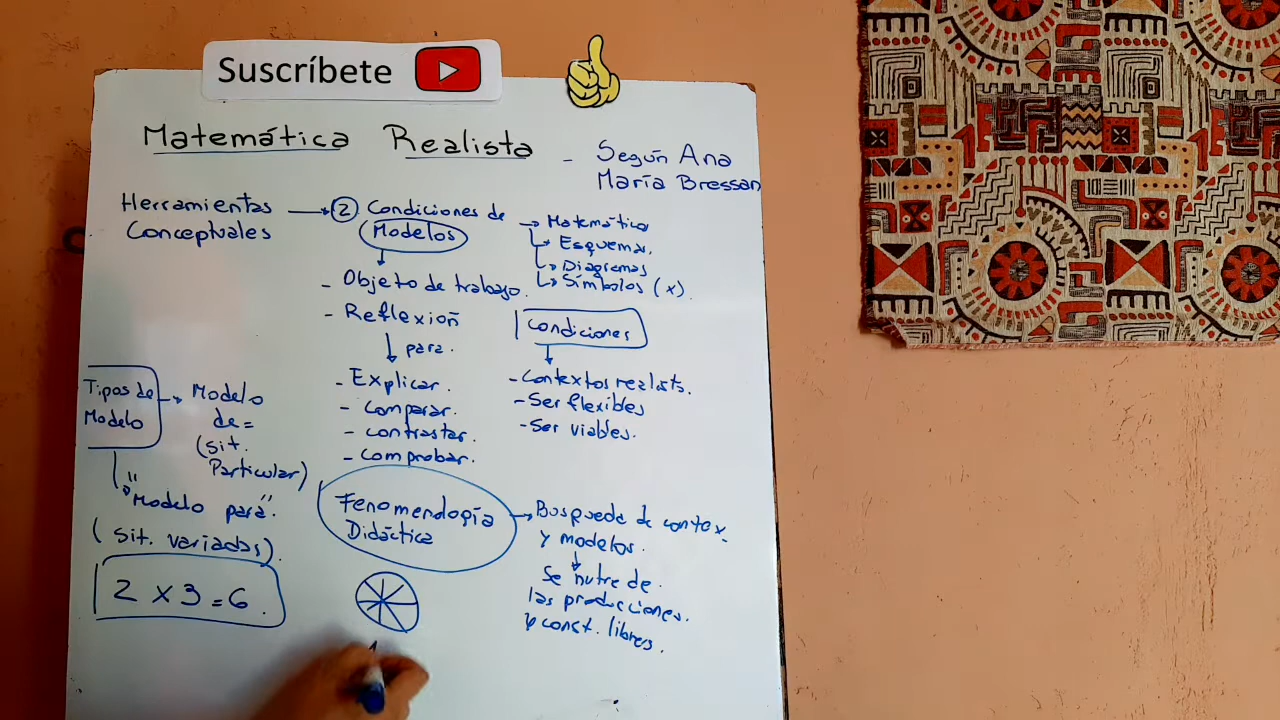 Suscríbete
Matemática Realista
- Según Ana
María Bressan
Herramientas
Conceptuales
→ 2 Condiciones de
Modelos
→ Matemática
→ Esquemas.
→ Diagramas
→ Símbolos (x).
- Objeto de trabajo.
- Reflexión
para.
- Explicar.
- comparar.
- contrastar.
- comprobar.
Condiciones
- Contextos realists.
- Ser flexibles
- Ser viables.
Tipos de
Modelo
→ Modelo
de =
(sit.
Particular)
"Modelo para".
(sit. variadas).
2 x 3 = 6.
Fenomenología
Didáctica
→ Búsqueda de contex.
y modelos.
se nutre de.
las producciones.
y const. libres.